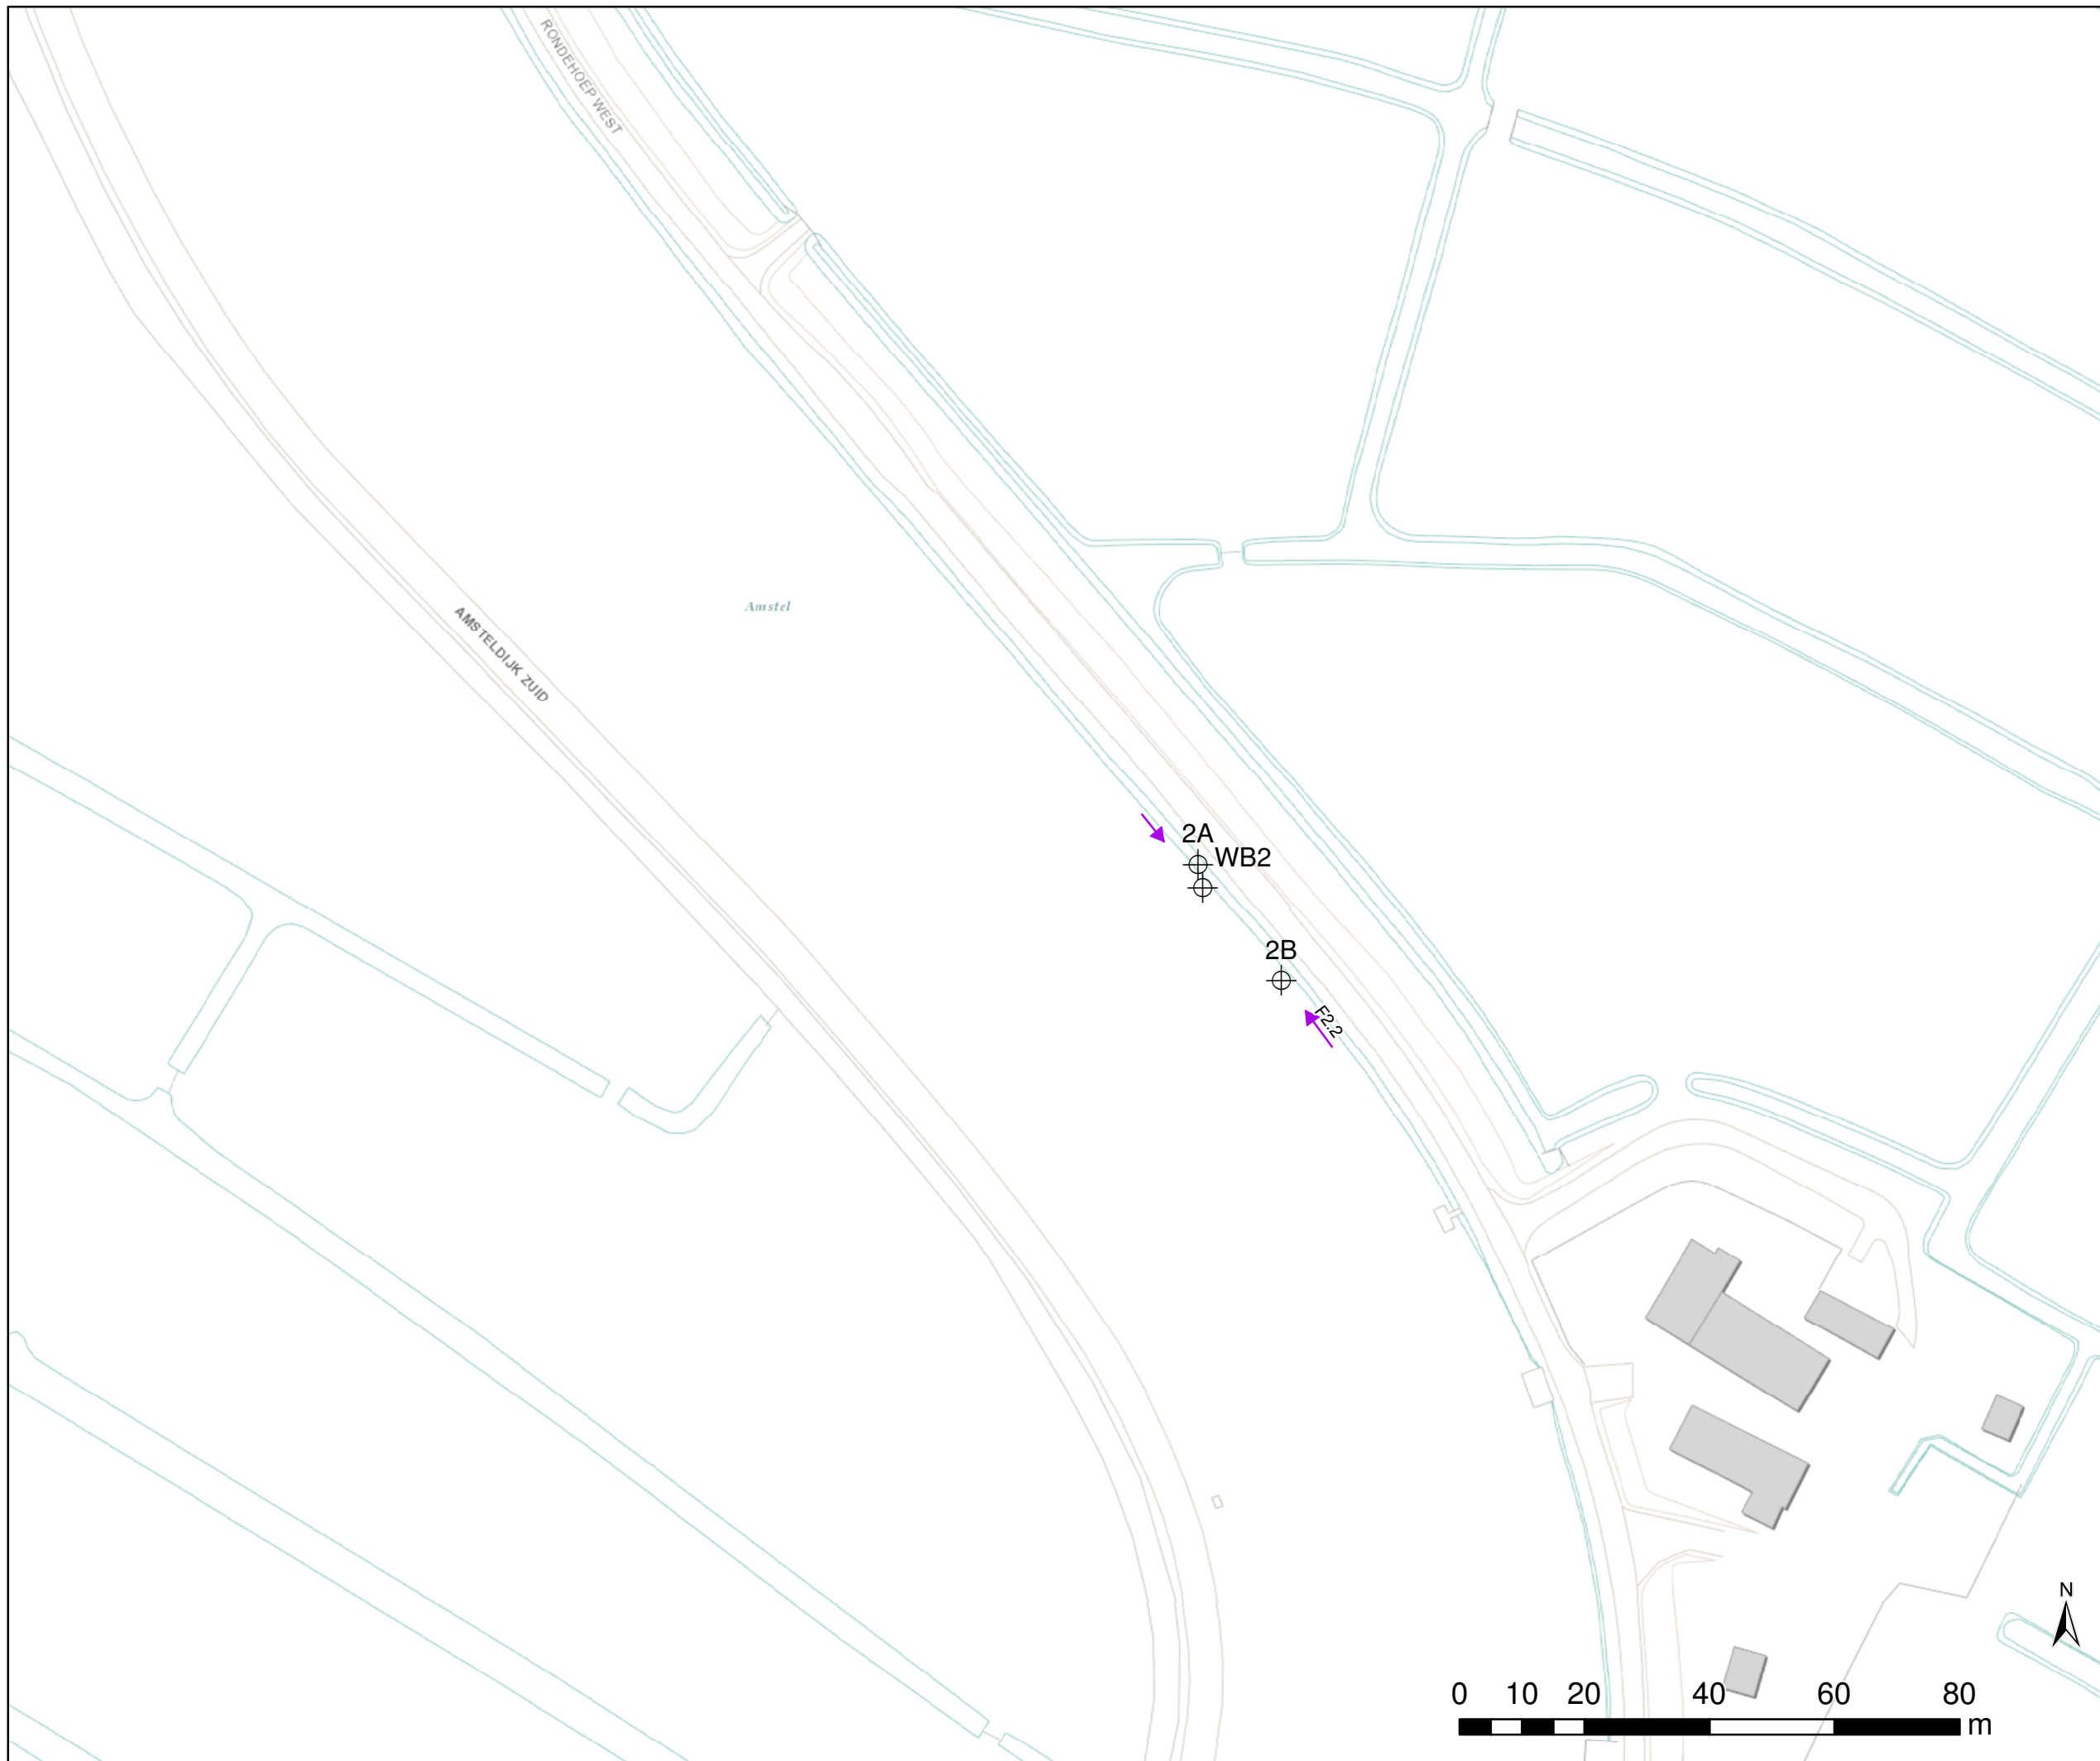 RONDEHOEP WEST
Amstel
AMSTELDIJK ZUID
2A
WB2
2B
F2.2
N
0 10 20 40 60 80
m